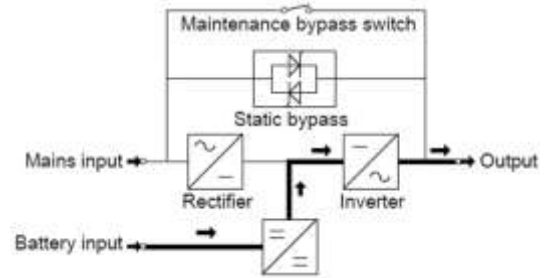 Maintenance bypass switch
Static bypass
Mains input
Output
Rectifier
Inverter
Battery input